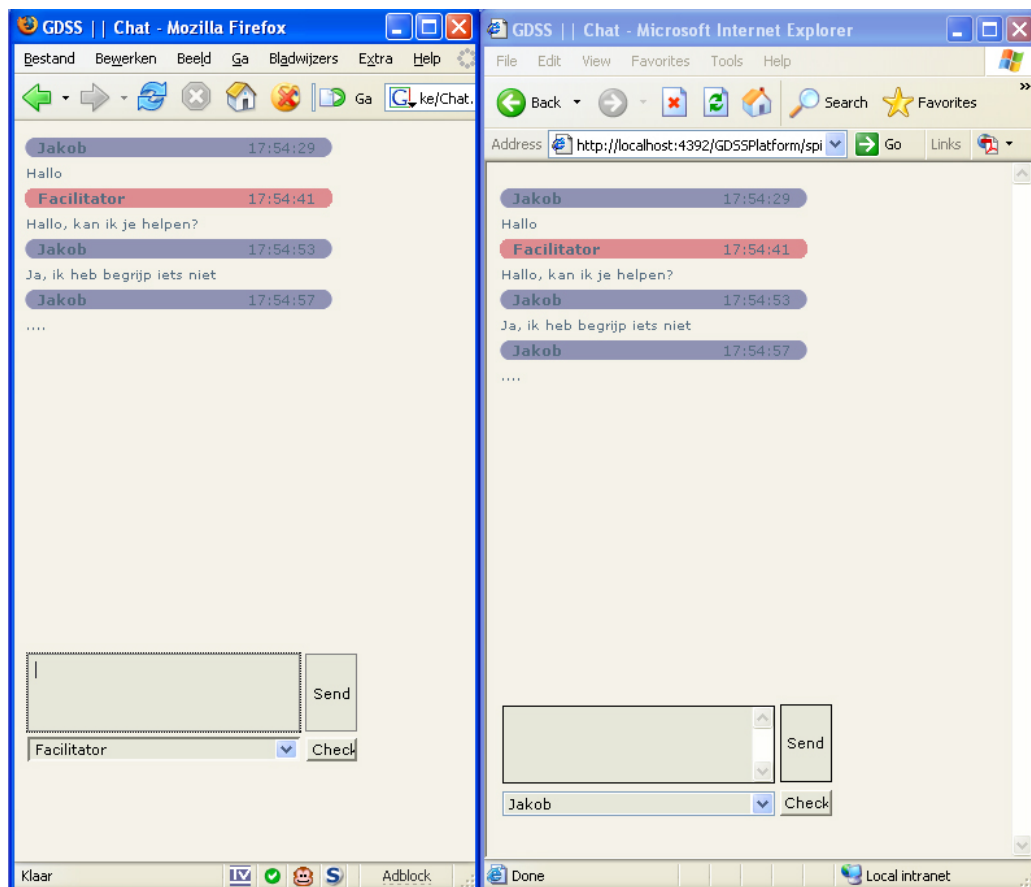 GDSS || Chat - Mozilla Firefox
Bestand Bewerken Beeld Ga Bladwijzers Extra Help
Ga G ke/Chat.
Jakob 17:54:29
Hallo
Facilitator 17:54:41
Hallo, kan ik je helpen?
Jakob 17:54:53
Ja, ik heb begrijp iets niet
Jakob 17:54:57
....
Send
Facilitator Check
Klaar IV S Adblock
GDSS || Chat - Microsoft Internet Explorer
File Edit View Favorites Tools Help
Back Search Favorites »
Address http://localhost:4392/GDSSPlatform/spi Go Links
Jakob 17:54:29
Hallo
Facilitator 17:54:41
Hallo, kan ik je helpen?
Jakob 17:54:53
Ja, ik heb begrijp iets niet
Jakob 17:54:57
....
Send
Jakob Check
Done Local intranet